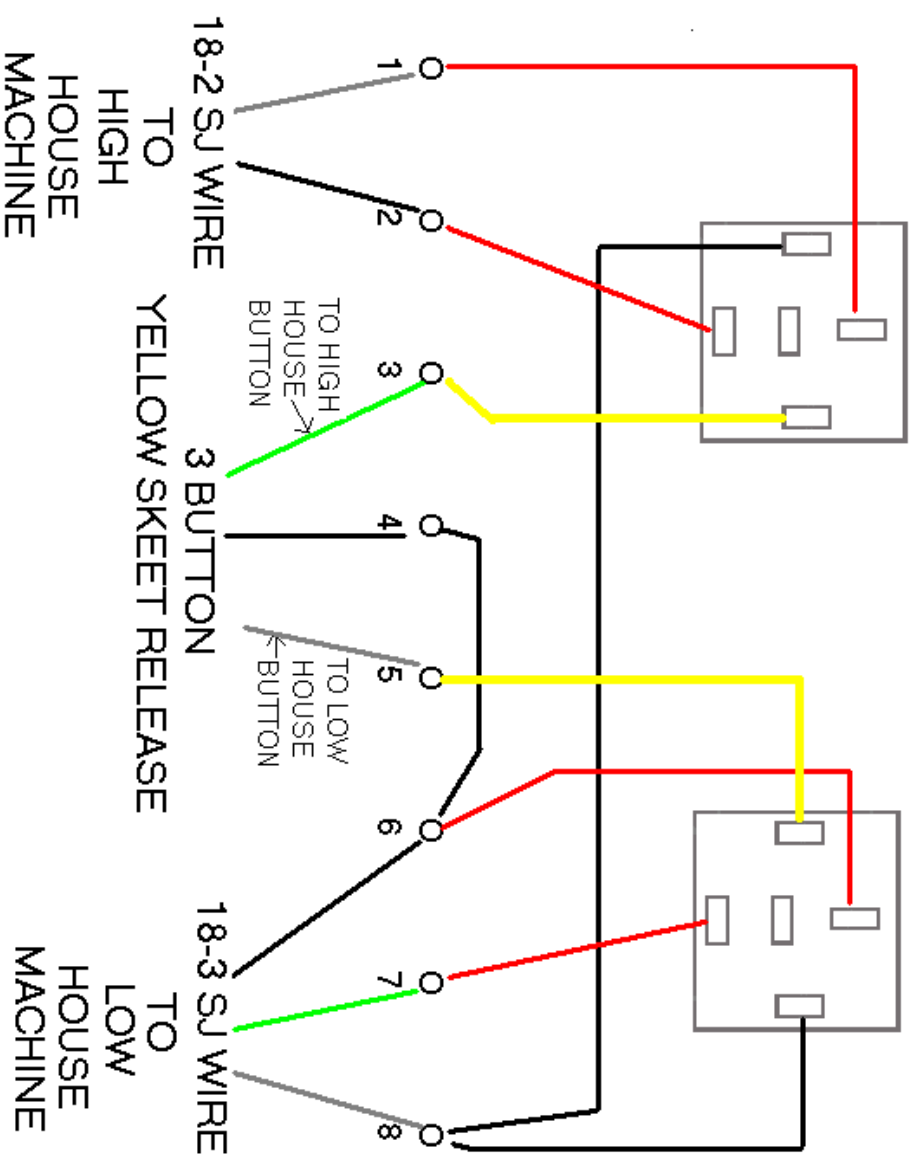 18-2 SJ WIRE
TO
HIGH
HOUSE
MACHINE
1
2
3
4
5
6
7
8
TO HIGH
HOUSE
BUTTON
3 BUTTON
YELLOW SKEET RELEASE
TO LOW
HOUSE
BUTTON
18-3 SJ WIRE
TO
LOW
HOUSE
MACHINE